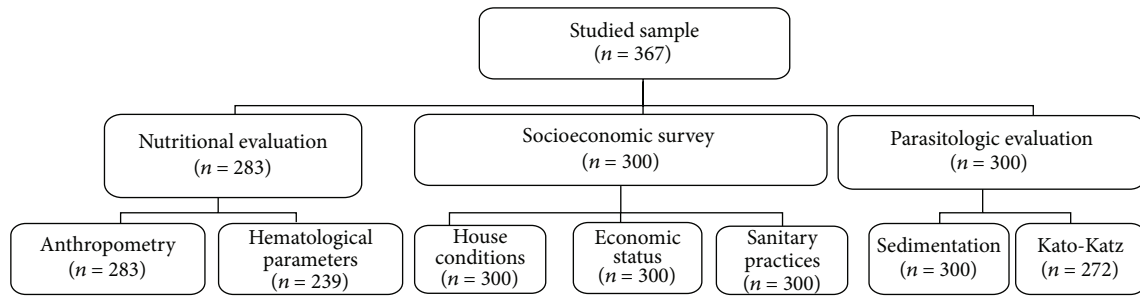 Studied sample
(n = 367)
Nutritional evaluation
(n = 283)
Socioeconomic survey
(n = 300)
Parasitologic evaluation
(n = 300)
Anthropometry
(n = 283)
Hematological
parameters
(n = 239)
House
conditions
(n = 300)
Economic
status
(n = 300)
Sanitary
practices
(n = 300)
Sedimentation
(n = 300)
Kato-Katz
(n = 272)